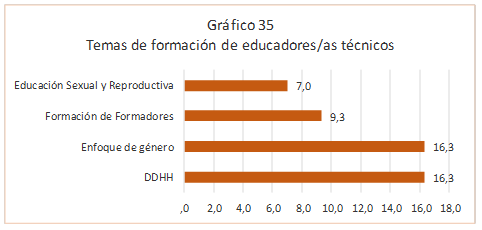 Gráfico 35
Temas de formación de educadores/as técnicos
Educación Sexual y Reproductiva 7,0
Formación de Formadores 9,3
Enfoque de género 16,3
DDHH 16,3
,0 2,0 4,0 6,0 8,0 10,0 12,0 14,0 16,0 18,0